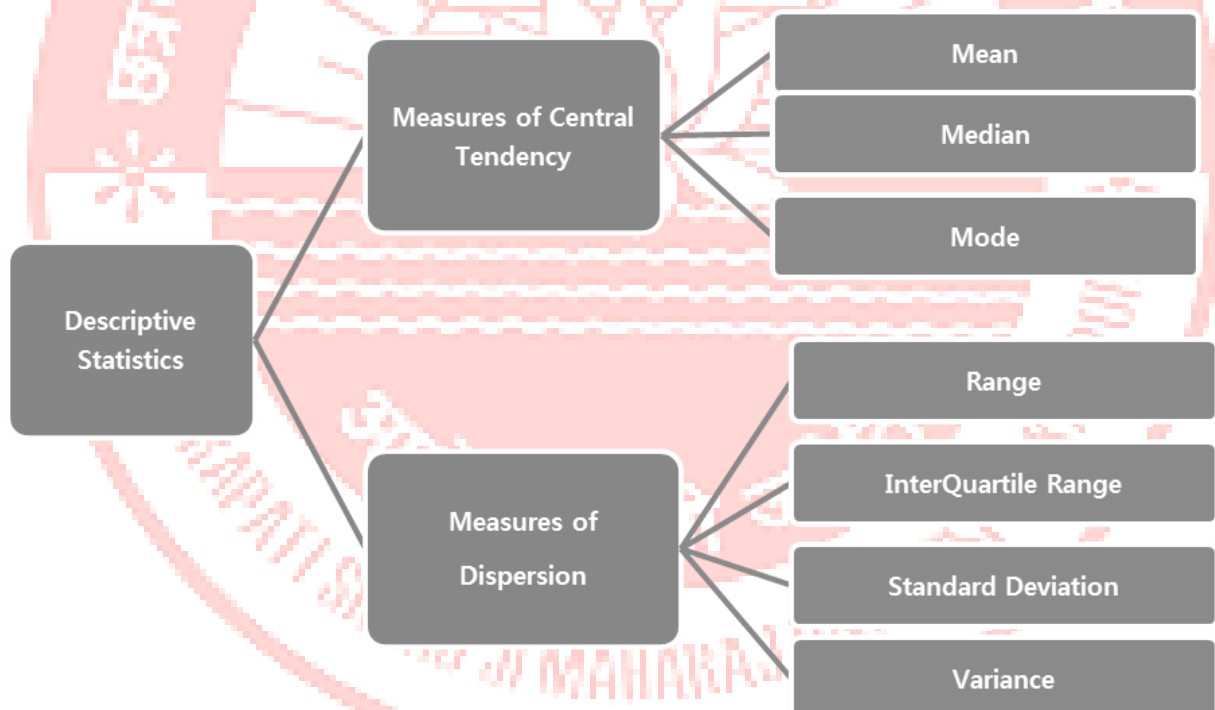 Descriptive
Statistics
Measures of Central
Tendency
Mean
Median
Mode
Measures of
Dispersion
Range
InterQuartile Range
Standard Deviation
Variance